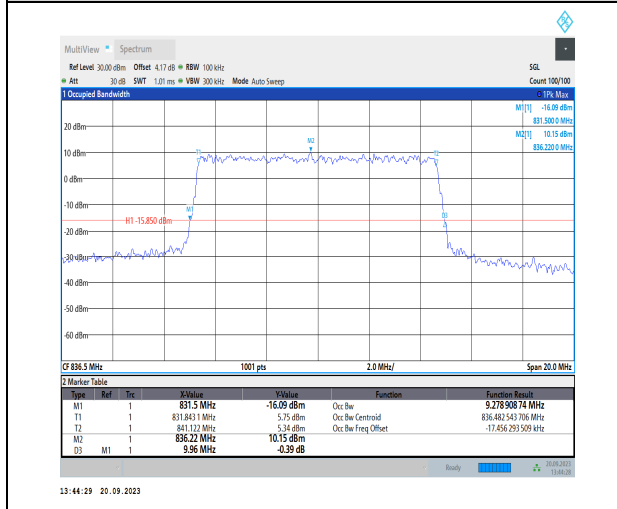 MultiView Spectrum
Ref Level 30.00 dBm Offset 4.17 dB RBW 100 kHz SGL
Att 30 dB SWT 1.01 ms VBW 300 kHz Mode Auto Sweep Count 100/100
1 Occupied Bandwidth 1Pk Max
M1[1] -16.09 dBm
831.500 0 MHz
M2[1] 10.15 dBm
836.220 0 MHz
20 dBm
M2
10 dBm
T1
T2
0 dBm
-10 dBm
M1
D3
H1 -15.850 dBm
-20 dBm
-30 dBm
-40 dBm
-50 dBm
-60 dBm
CF 836.5 MHz 1001 pts 2.0 MHz/ Span 20.0 MHz
2 Marker Table
Type Ref Trc X-Value Y-Value Function Function Result
M1 1 831.5 MHz -16.09 dBm Occ Bw 9.278 908 74 MHz
T1 1 831.843 1 MHz 5.75 dBm Occ Bw Centroid 836.482 543 706 MHz
T2 1 841.122 MHz 5.34 dBm Occ Bw Freq Offset -17.456 293 509 kHz
M2 1 836.22 MHz 10.15 dBm
D3 M1 1 9.96 MHz -0.39 dB
Ready 20.09.2023
13:44:28
13:44:29 20.09.2023